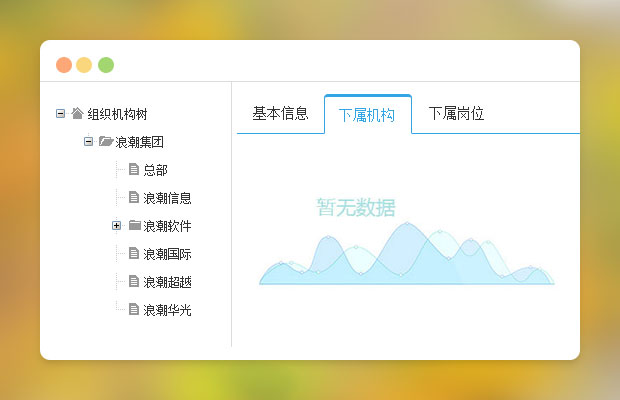 组织机构树
浪潮集团
总部
浪潮信息
浪潮软件
浪潮国际
浪潮超越
浪潮华光
基本信息
下属机构
下属岗位
暂无数据